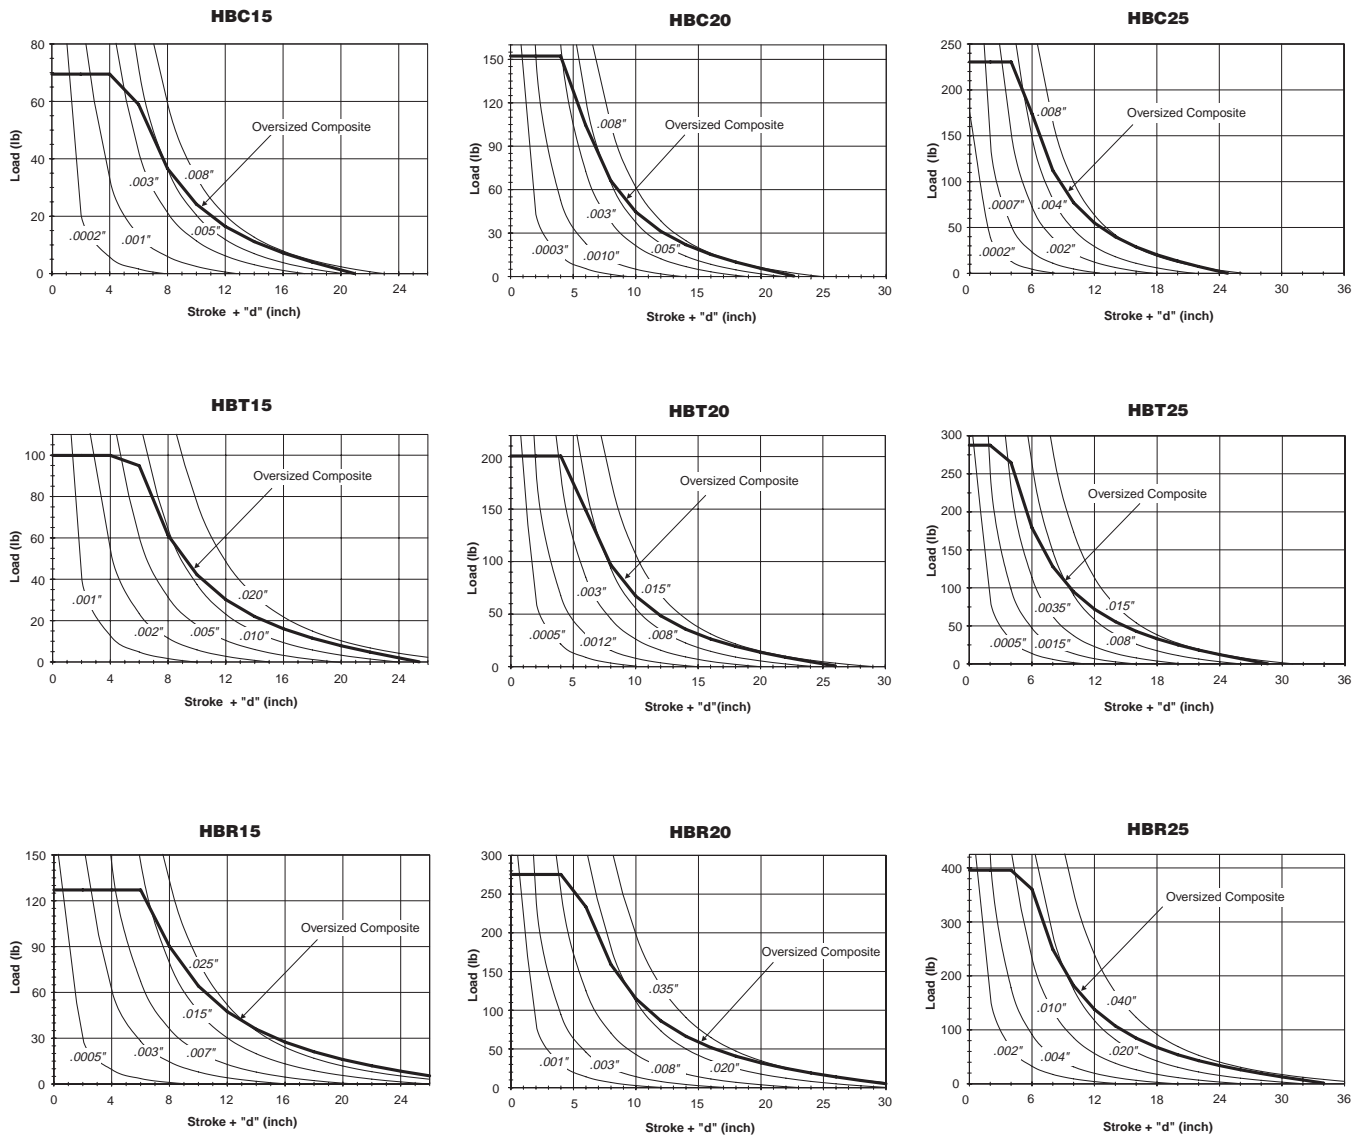 HBC15
80
60
40
20
0
Load (lb)
Oversized Composite
.0002"
.001"
.003"
.008"
.005"
0 4 8 12 16 20 24
Stroke + "d" (inch)
HBC20
150
120
90
60
30
0
Load (lb)
Oversized Composite
.008"
.003"
.0003"
.0010"
.005"
0 5 10 15 20 25 30
Stroke + "d" (inch)
HBC25
250
200
150
100
50
0
Load (lb)
Oversized Composite
.008"
.0007"
.004"
.0002"
.002"
0 6 12 18 24 30 36
Stroke + "d" (inch)
HBT15
100
80
60
40
20
0
Load (lb)
Oversized Composite
.001"
.020"
.002"
.005"
.010"
0 4 8 12 16 20 24
Stroke + "d" (inch)
HBT20
200
150
100
50
0
Load (lb)
Oversized Composite
.003"
.015"
.0005"
.0012"
.008"
0 5 10 15 20 25 30
Stroke + "d"(inch)
HBT25
300
250
200
150
100
50
0
Load (lb)
Oversized Composite
.0035"
.015"
.0005"
.0015"
.008"
0 6 12 18 24 30 36
Stroke + "d" (inch)
HBR15
150
120
90
60
30
0
Load (lb)
Oversized Composite
.025"
.015"
.0005"
.003"
.007"
0 4 8 12 16 20 24
Stroke + "d" (inch)
HBR20
300
250
200
150
100
50
0
Load (lb)
Oversized Composite
.035"
.001"
.003"
.008"
.020"
0 5 10 15 20 25 30
Stroke + "d" (inch)
HBR25
400
300
200
100
0
Load (lb)
Oversized Composite
.010"
.040"
.002"
.004"
.020"
0 6 12 18 24 30 36
Stroke + "d" (inch)